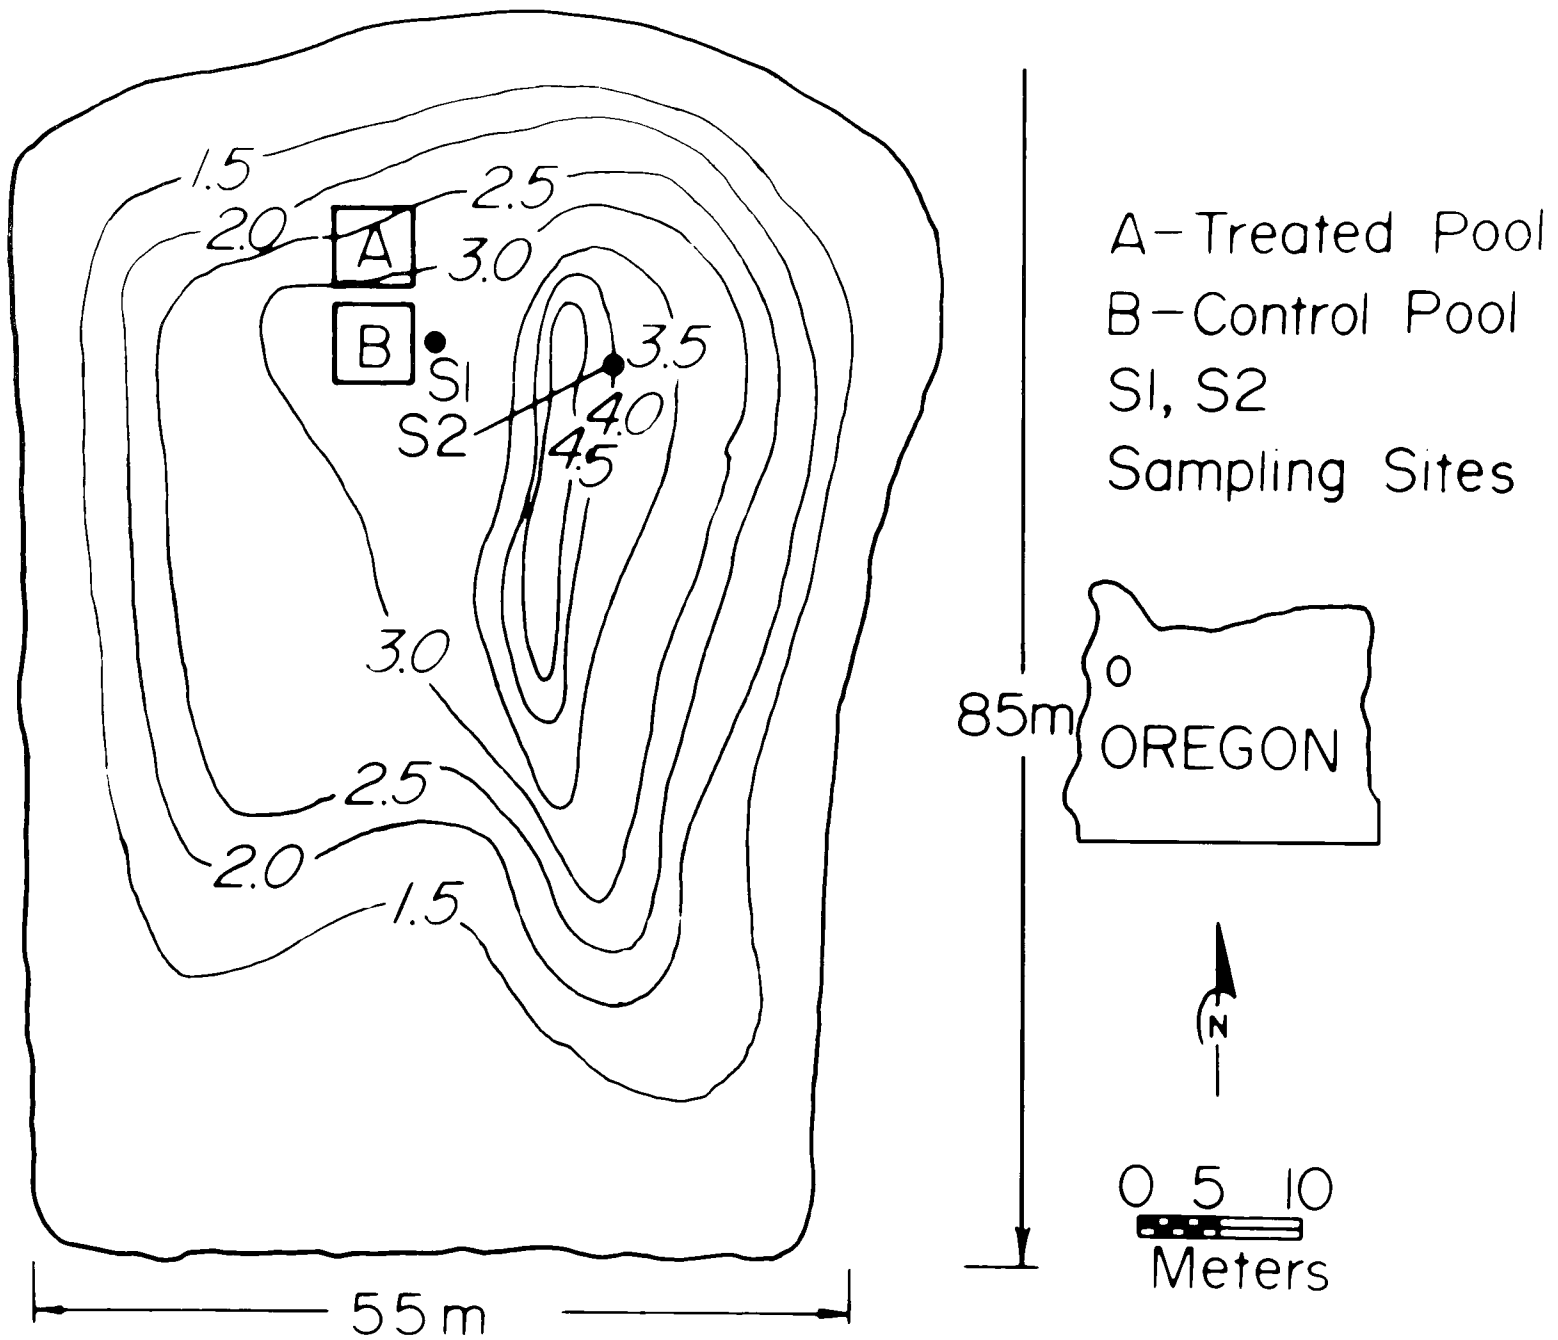 1.5
2.5
2.0
A
3.0
B
S1
3.5
S2
4.0
4.5
3.0
2.5
2.0
1.5
55m
85m
A-Treated Pool
B-Control Pool
S1, S2
Sampling Sites
O
OREGON
N
0 5 10
Meters